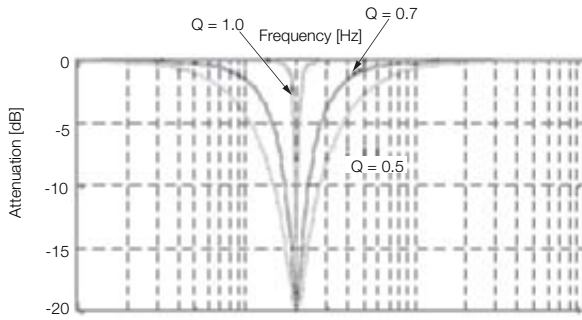 Q = 1.0
Q = 0.7
Frequency [Hz]
0
-5
-10
-15
-20
Attenuation [dB]
Q = 0.5